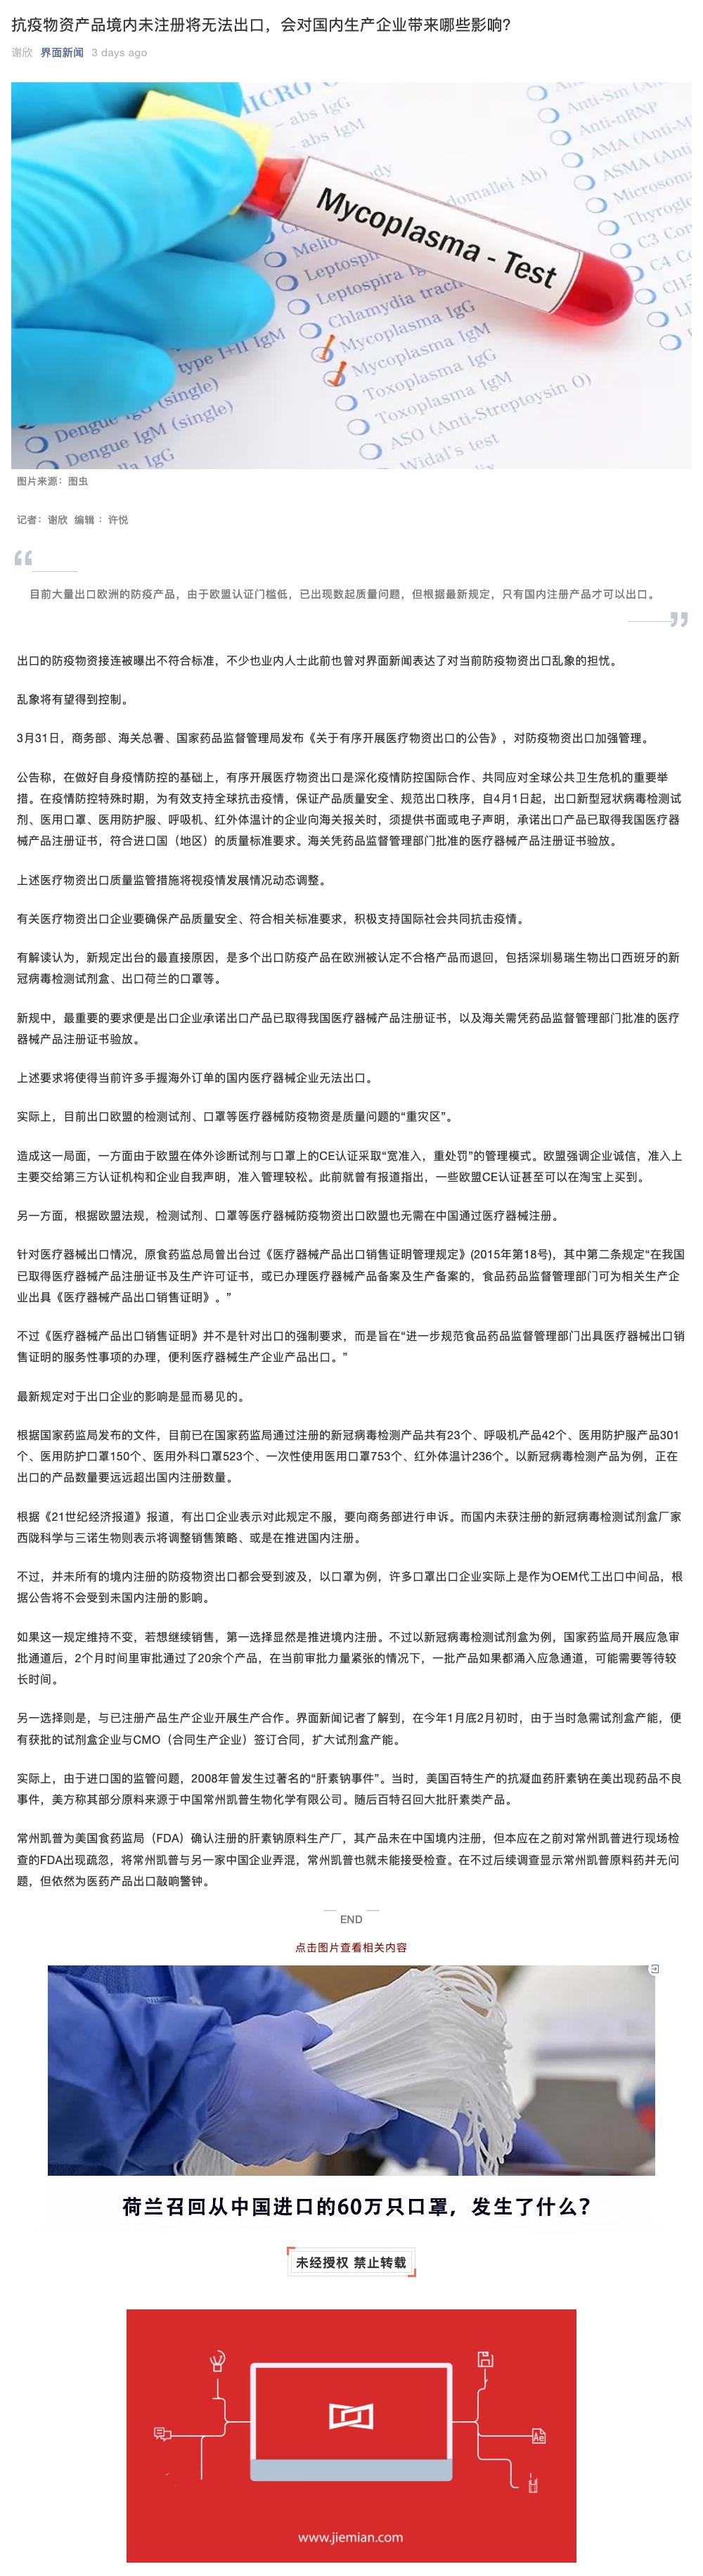 抗疫物资产品境内未注册将无法出口，会对国内生产企业带来哪些影响？
谢欣 界面新闻 3 days ago
MICRO
abs IgG
abs IgM
Anti-Sm
Anti-nRNP
AMA (Anti-M
ASMA (Anti
Microsoma
Thyrogl
C3 Com
C4 C
CH5
domallei Ab)
Melio
Leptospira
Leptospira
Chlamydia trach
Mycoplasma - Test
Mycoplasma IgG
Mycoplasma IgM
Toxoplasma IgG
Toxoplasma IgM
ASO (Anti-Streptoysin O)
Widal's test
type I+II IgM
(single)
Dengue IgG (single)
Dengue IgM (single)
IgG
图片来源：图虫
记者：谢欣 编辑 ：许悦
“
目前大量出口欧洲的防疫产品，由于欧盟认证门槛低，已出现数起质量问题，但根据最新规定，只有国内注册产品才可以出口。
”
出口的防疫物资接连被曝出不符合标准，不少也业内人士此前也曾对界面新闻表达了对当前防疫物资出口乱象的担忧。
乱象将有望得到控制。
3月31日，商务部、海关总署、国家药品监督管理局发布《关于有序开展医疗物资出口的公告》，对防疫物资出口加强管理。
公告称，在做好自身疫情防控的基础上，有序开展医疗物资出口是深化疫情防控国际合作、共同应对全球公共卫生危机的重要举
措。在疫情防控特殊时期，为有效支持全球抗击疫情，保证产品质量安全、规范出口秩序，自4月1日起，出口新型冠状病毒检测试
剂、医用口罩、医用防护服、呼吸机、红外体温计的企业向海关报关时，须提供书面或电子声明，承诺出口产品已取得我国医疗器
械产品注册证书，符合进口国（地区）的质量标准要求。海关凭药品监督管理部门批准的医疗器械产品注册证书验放。
上述医疗物资出口质量监管措施将视疫情发展情况动态调整。
有关医疗物资出口企业要确保产品质量安全、符合相关标准要求，积极支持国际社会共同抗击疫情。
有解读认为，新规定出台的最直接原因，是多个出口防疫产品在欧洲被认定不合格产品而退回，包括深圳易瑞生物出口西班牙的新
冠病毒检测试剂盒、出口荷兰的口罩等。
新规中，最重要的要求便是出口企业承诺出口产品已取得我国医疗器械产品注册证书，以及海关需凭药品监督管理部门批准的医疗
器械产品注册证书验放。
上述要求将使得当前许多手握海外订单的国内医疗器械企业无法出口。
实际上，目前出口欧盟的检测试剂、口罩等医疗器械防疫物资是质量问题的“重灾区”。
造成这一局面，一方面由于欧盟在体外诊断试剂与口罩上的CE认证采取“宽准入，重处罚”的管理模式。欧盟强调企业诚信，准入上
主要交给第三方认证机构和企业自我声明，准入管理较松。此前就曾有报道指出，一些欧盟CE认证甚至可以在淘宝上买到。
另一方面，根据欧盟法规，检测试剂、口罩等医疗器械防疫物资出口欧盟也无需在中国通过医疗器械注册。
针对医疗器械出口情况，原食药监总局曾出台过《医疗器械产品出口销售证明管理规定》(2015年第18号)，其中第二条规定“在我国
已取得医疗器械产品注册证书及生产许可证书，或已办理医疗器械产品备案及生产备案的，食品药品监督管理部门可为相关生产企
业出具《医疗器械产品出口销售证明》。”
不过《医疗器械产品出口销售证明》并不是针对出口的强制要求，而是旨在“进一步规范食品药品监督管理部门出具医疗器械出口销
售证明的服务性事项的办理，便利医疗器械生产企业产品出口。”
最新规定对于出口企业的影响是显而易见的。
根据国家药监局发布的文件，目前已在国家药监局通过注册的新冠病毒检测产品共有23个、呼吸机产品42个、医用防护服产品301
个、医用防护口罩150个、医用外科口罩523个、一次性使用医用口罩753个、红外体温计236个。以新冠病毒检测产品为例，正在
出口的产品数量要远远超出国内注册数量。
根据《21世纪经济报道》报道，有出口企业表示对此规定不服，要向商务部进行申诉。而国内未获注册的新冠病毒检测试剂盒厂家
西陇科学与三诺生物则表示将调整销售策略、或是在推进国内注册。
不过，并未所有的境内注册的防疫物资出口都会受到波及，以口罩为例，许多口罩出口企业实际上是作为OEM代工出口中间品，根
据公告将不会受到未国内注册的影响。
如果这一规定维持不变，若想继续销售，第一选择显然是推进境内注册。不过以新冠病毒检测试剂盒为例，国家药监局开展应急审
批通道后，2个月时间里审批通过了20余个产品，在当前审批力量紧张的情况下，一批产品如果都涌入应急通道，可能需要等待较
长时间。
另一选择则是，与已注册产品生产企业开展生产合作。界面新闻记者了解到，在今年1月底2月初时，由于当时急需试剂盒产能，便
有获批的试剂盒企业与CMO（合同生产企业）签订合同，扩大试剂盒产能。
实际上，由于进口国的监管问题，2008年曾发生过著名的“肝素钠事件”。当时，美国百特生产的抗凝血药肝素钠在美出现药品不良
事件，美方称其部分原料来源于中国常州凯普生物化学有限公司。随后百特召回大批肝素类产品。
常州凯普为美国食药监局（FDA）确认注册的肝素钠原料生产厂，其产品未在中国境内注册，但本应在之前对常州凯普进行现场检
查的FDA出现疏忽，将常州凯普与另一家中国企业弄混，常州凯普也就未能接受检查。在不过后续调查显示常州凯普原料药并无问
题，但依然为医药产品出口敲响警钟。
END
点击图片查看相关内容
荷兰召回从中国进口的60万只口罩，发生了什么？
未经授权 禁止转载
Ae
www.jiemian.com